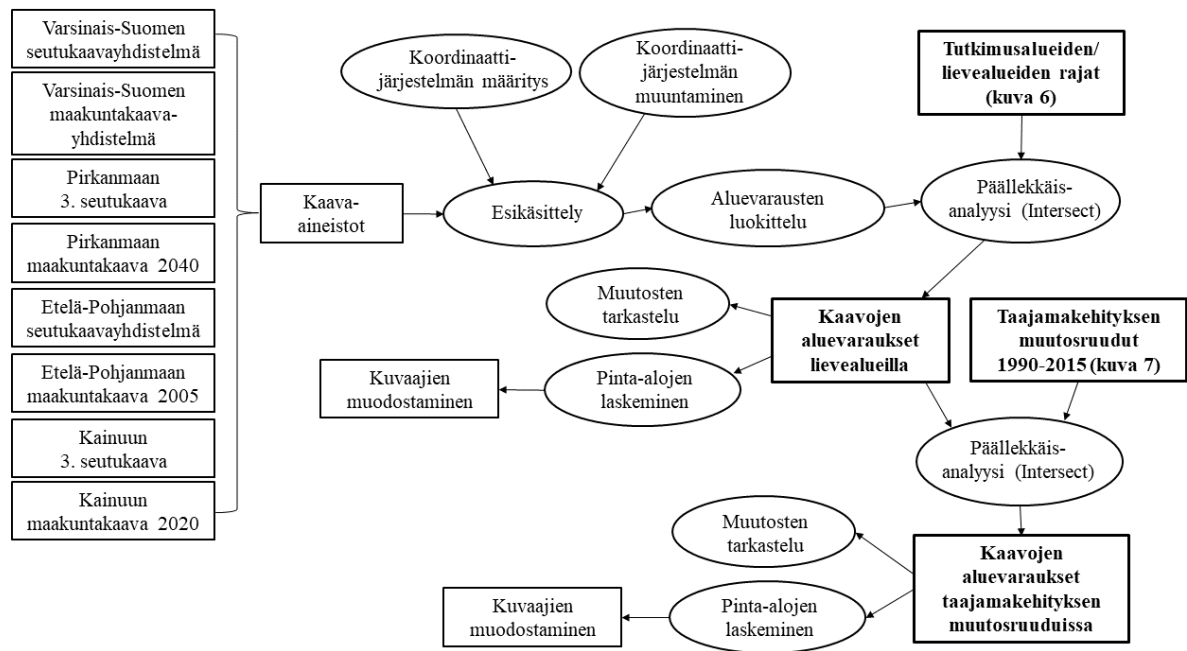 Varsinais-Suomen
seutukaavayhdistelmä
Varsinais-Suomen
maakuntakaava-
yhdistelmä
Pirkanmaan
3. seutukaava
Pirkanmaan
maakuntakaava 2040
Etelä-Pohjanmaan
seutukaavayhdistelmä
Etelä-Pohjanmaan
maakuntakaava 2005
Kainuun
3. seutukaava
Kainuun
maakuntakaava 2020
Kaava-
aineistot
Koordinaatti-
järjestelmän määritys
Koordinaatti-
järjestelmän
muuntaminen
Esikäsittely
Aluevarausten
luokittelu
Tutkimusalueiden/
lievealueiden rajat
(kuva 6)
Päällekkäis-
analyysi (Intersect)
Muutosten
tarkastelu
Kuvaajien
muodostaminen
Pinta-alojen
laskeminen
Kaavojen
aluevaraukset
lievealueilla
Taajamakehityksen
muutosruudut
1990-2015 (kuva 7)
Päällekkäis-
analyysi (Intersect)
Muutosten
tarkastelu
Kuvaajien
muodostaminen
Pinta-alojen
laskeminen
Kaavojen
aluevaraukset
taajamakehityksen
muutosruuduissa